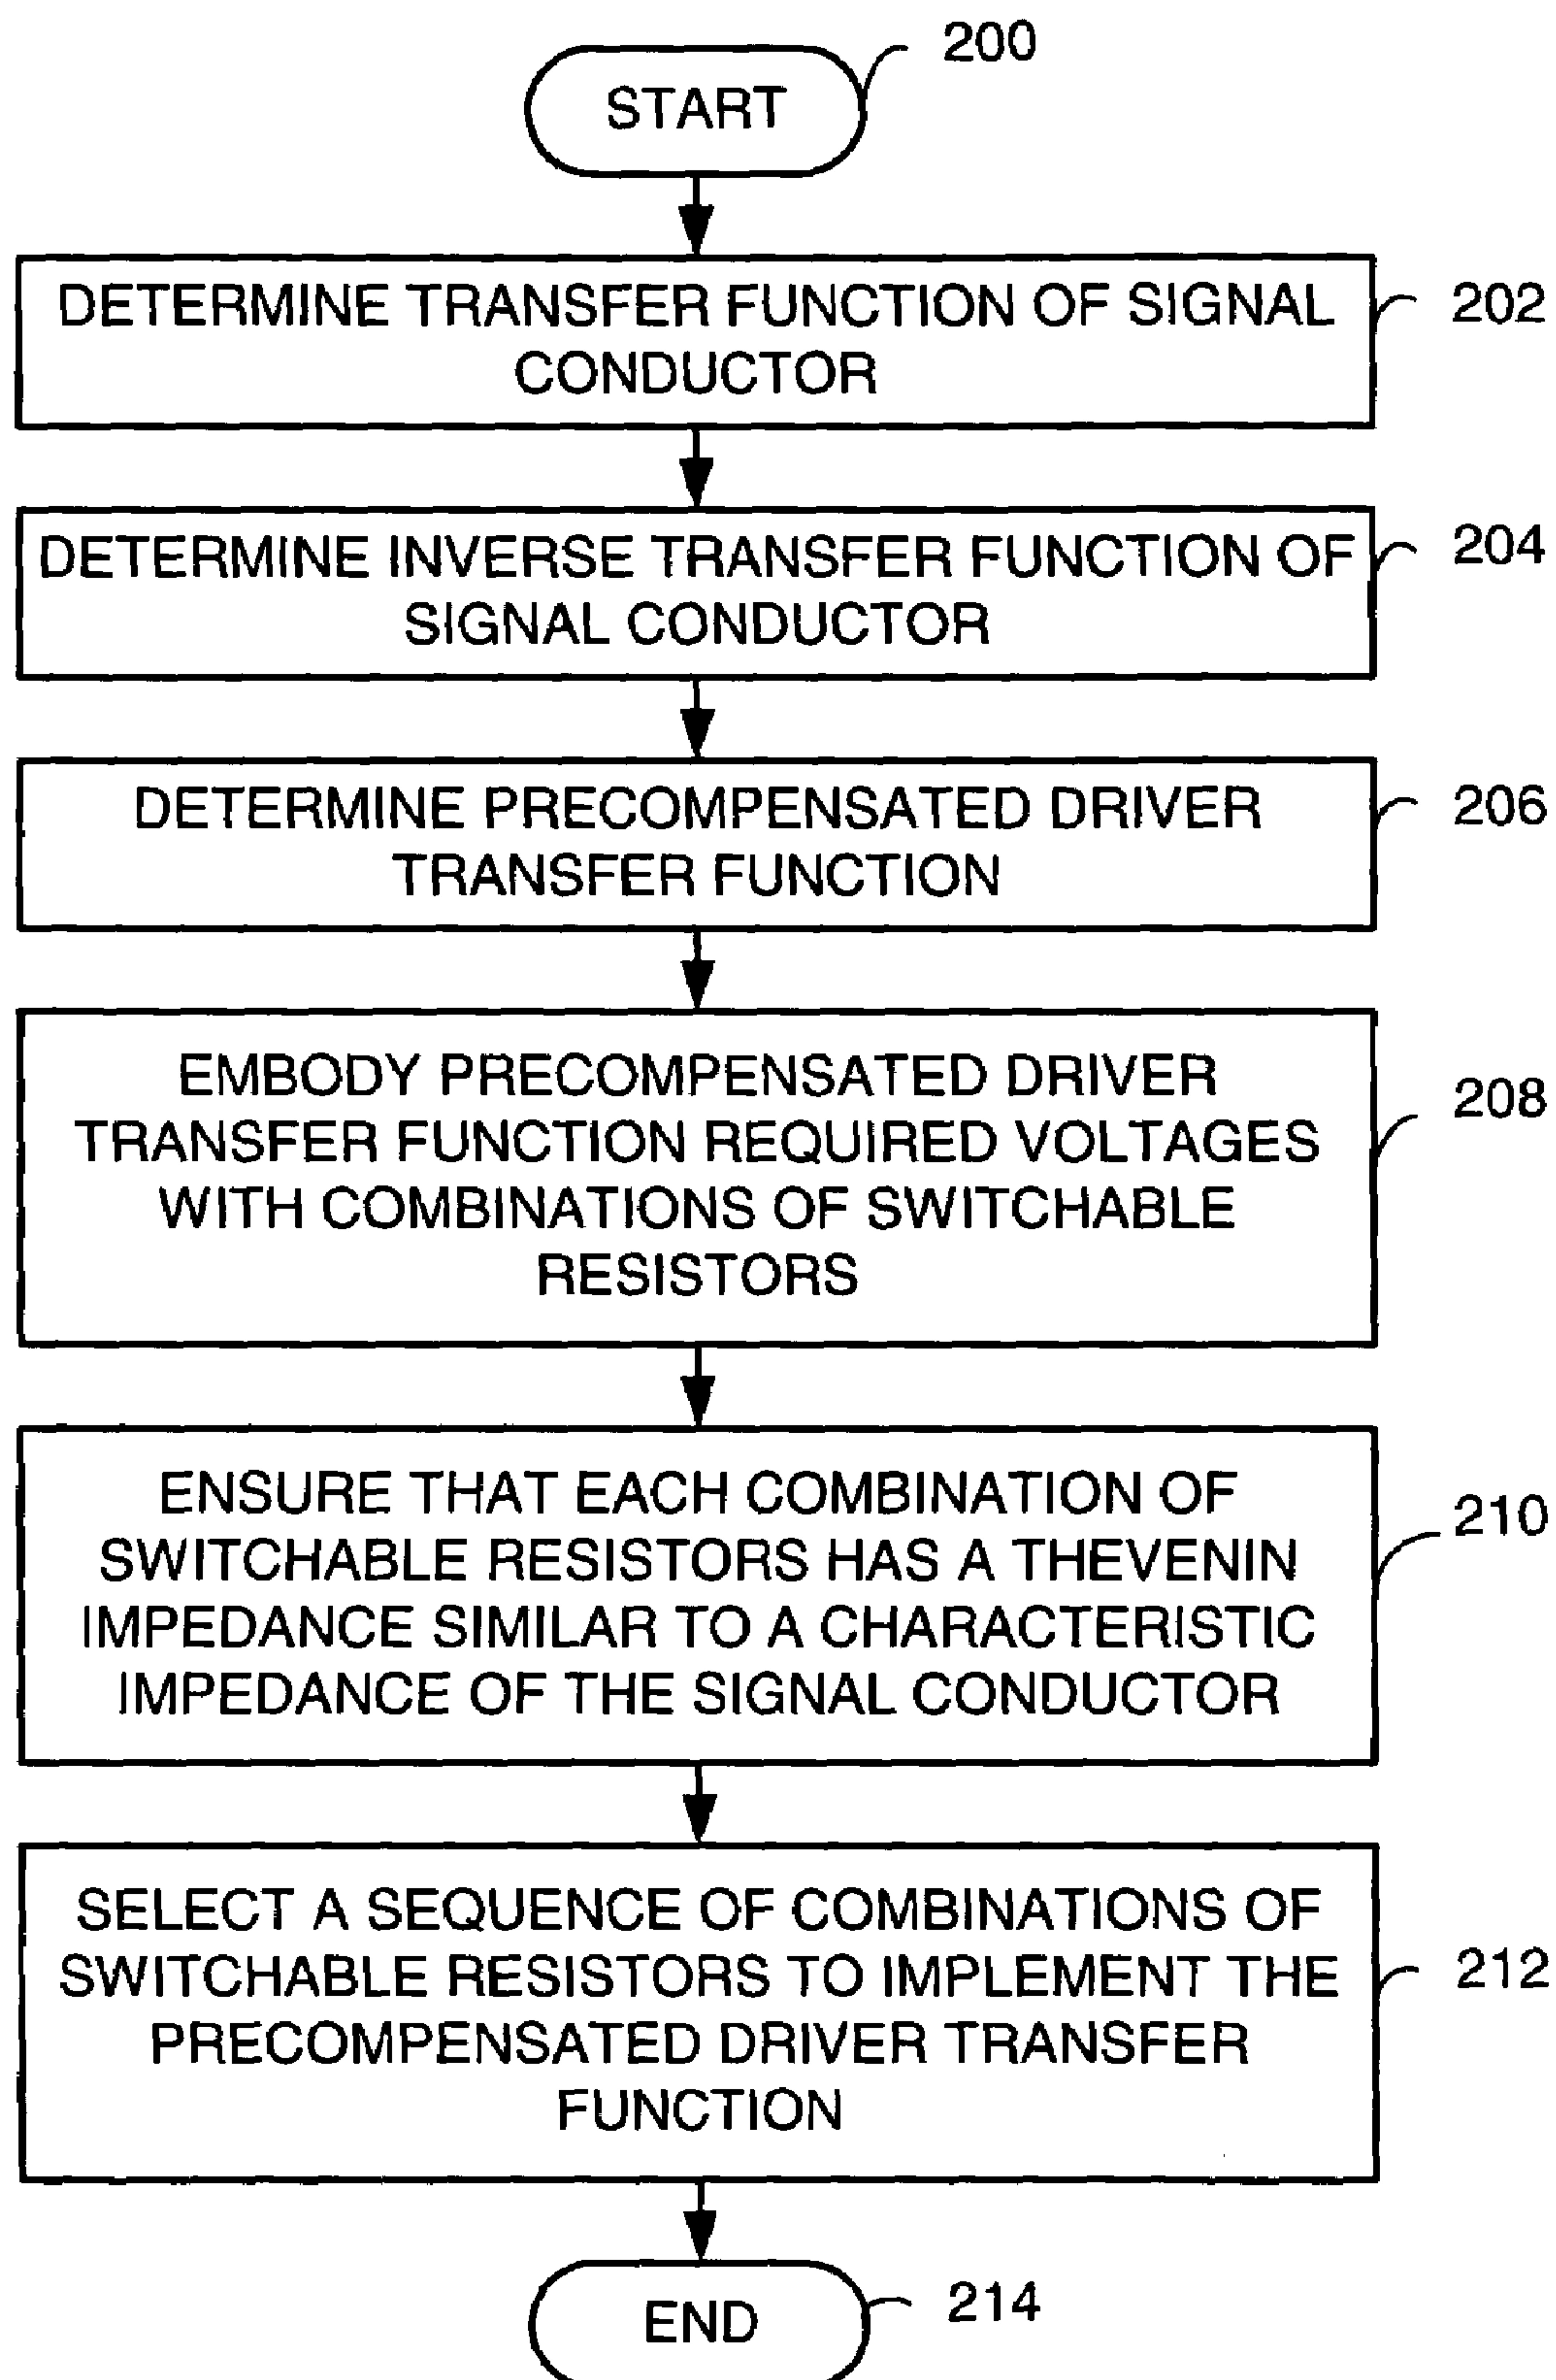 200
START
DETERMINE TRANSFER FUNCTION OF SIGNAL
CONDUCTOR
202
DETERMINE INVERSE TRANSFER FUNCTION OF
SIGNAL CONDUCTOR
204
DETERMINE PRECOMPENSATED DRIVER
TRANSFER FUNCTION
206
EMBODY PRECOMPENSATED DRIVER
TRANSFER FUNCTION REQUIRED VOLTAGES
WITH COMBINATIONS OF SWITCHABLE
RESISTORS
208
ENSURE THAT EACH COMBINATION OF
SWITCHABLE RESISTORS HAS A THEVENIN
IMPEDANCE SIMILAR TO A CHARACTERISTIC
IMPEDANCE OF THE SIGNAL CONDUCTOR
210
SELECT A SEQUENCE OF COMBINATIONS OF
SWITCHABLE RESISTORS TO IMPLEMENT THE
PRECOMPENSATED DRIVER TRANSFER
FUNCTION
212
END
214